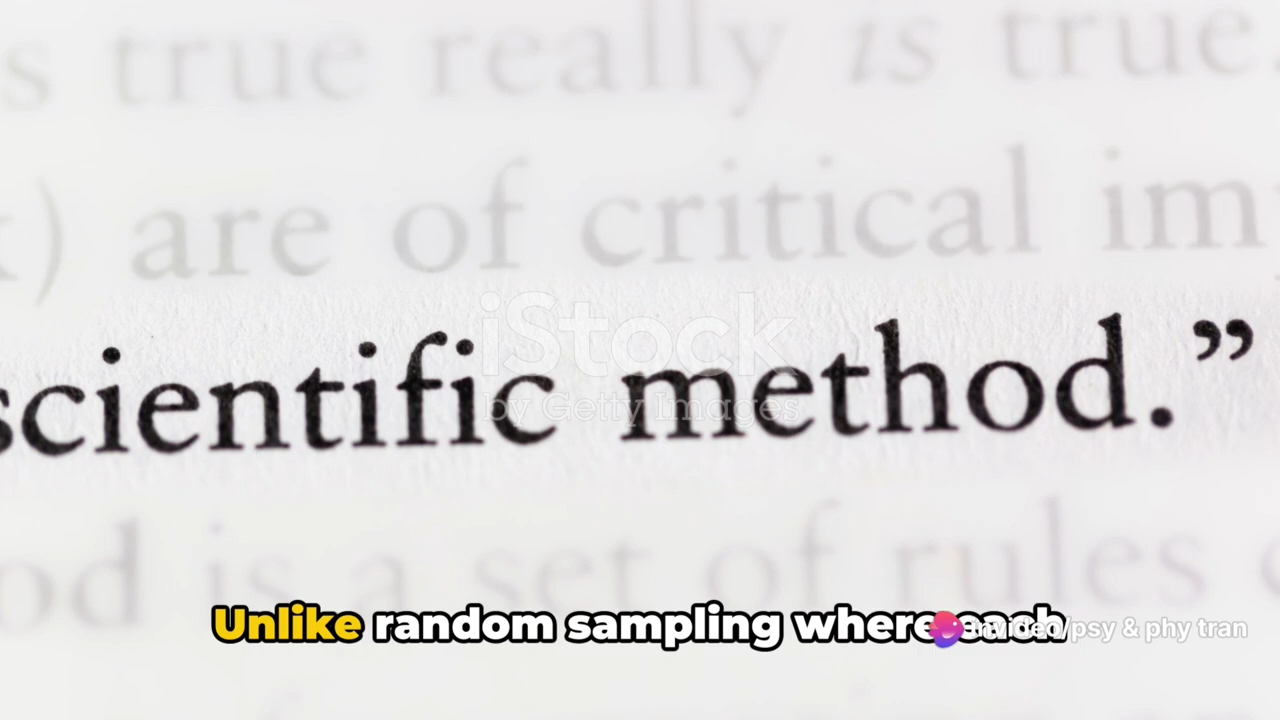 s true really is true.
) are of critical im
scientific method.”
iStock
by Getty Images
od is a set of rules
Unlike random sampling where each
invideo/psy & phy tran